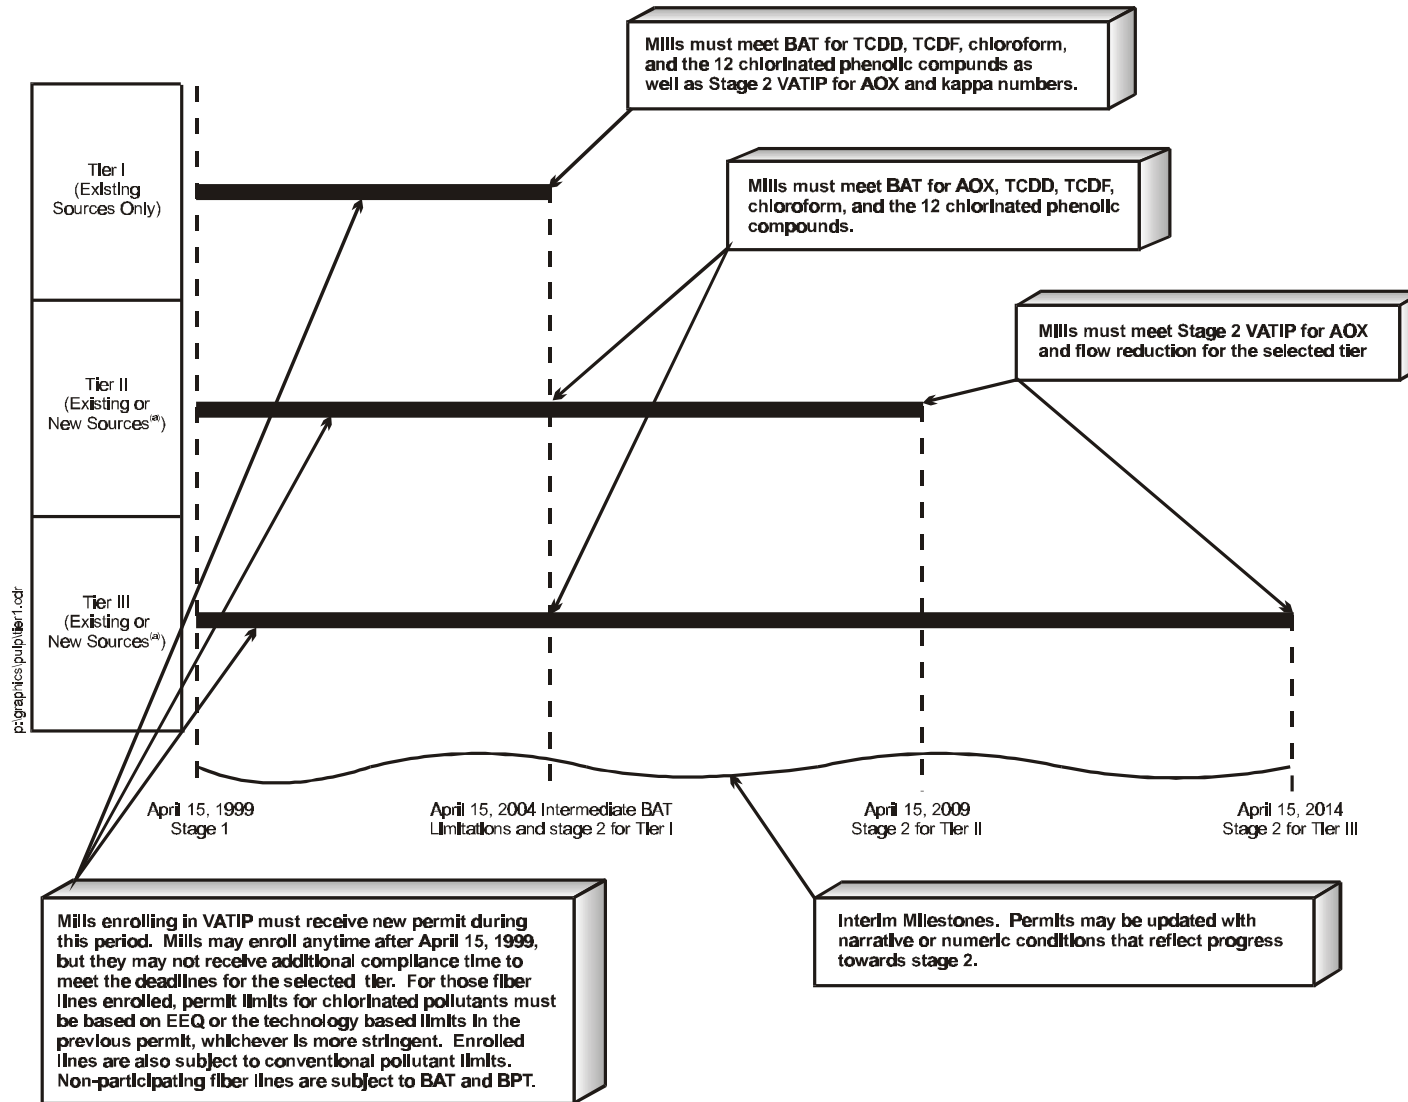 Mills must meet BAT for TCDD, TCDF, chloroform,
and the 12 chlorinated phenolic compunds as
well as Stage 2 VATIP for AOX and kappa numbers.
Tier I
(Existing
Sources Only)
Mills must meet BAT for AOX, TCDD, TCDF,
chloroform, and the 12 chlorinated phenolic
compounds.
Mills must meet Stage 2 VATIP for AOX
and flow reduction for the selected tier
Tier II
(Existing or
New Sources(a))
Tier III
(Existing or
New Sources(a))
p:\graphics\pulp\tier1.cdr
April 15, 1999
Stage 1
April 15, 2004 Intermediate BAT
Limitations and stage 2 for Tier I
April 15, 2009
Stage 2 for Tier II
April 15, 2014
Stage 2 for Tier III
Mills enrolling in VATIP must receive new permit during
this period. Mills may enroll anytime after April 15, 1999,
but they may not receive additional compliance time to
meet the deadlines for the selected tier. For those fiber
lines enrolled, permit limits for chlorinated pollutants must
be based on EEQ or the technology based limits in the
previous permit, whichever is more stringent. Enrolled
lines are also subject to conventional pollutant limits.
Non-participating fiber lines are subject to BAT and BPT.
Interim Milestones. Permits may be updated with
narrative or numeric conditions that reflect progress
towards stage 2.